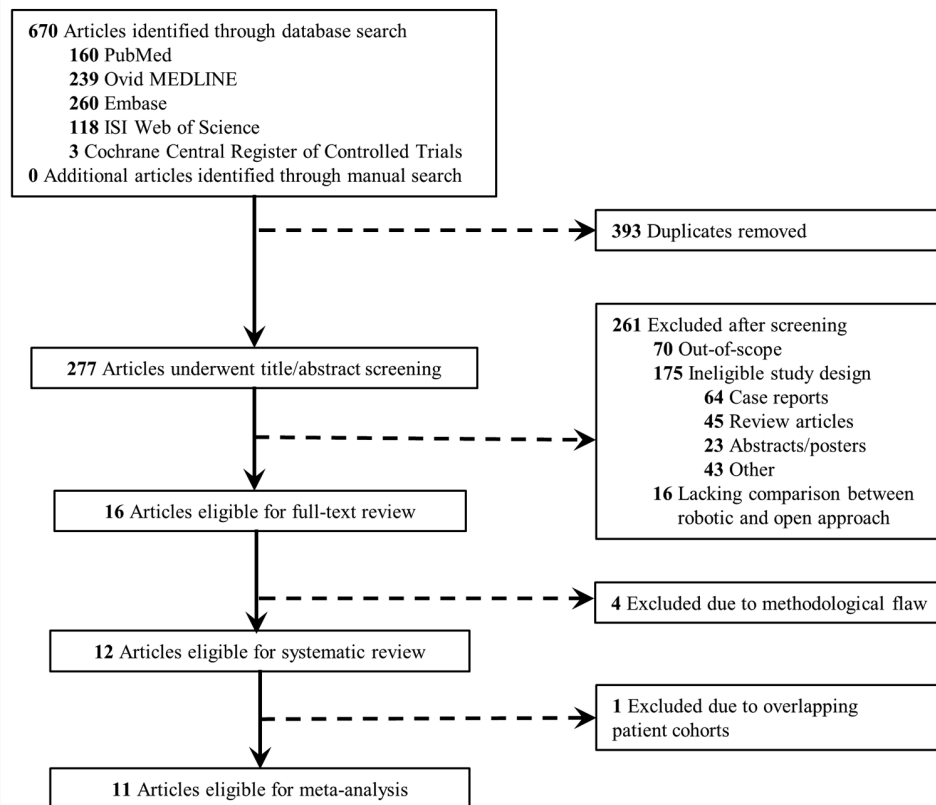 670 Articles identified through database search
160 PubMed
239 Ovid MEDLINE
260 Embase
118 ISI Web of Science
3 Cochrane Central Register of Controlled Trials
0 Additional articles identified through manual search
393 Duplicates removed
277 Articles underwent title/abstract screening
261 Excluded after screening
70 Out-of-scope
175 Ineligible study design
64 Case reports
45 Review articles
23 Abstracts/posters
43 Other
16 Lacking comparison between
robotic and open approach
16 Articles eligible for full-text review
4 Excluded due to methodological flaw
12 Articles eligible for systematic review
1 Excluded due to overlapping
patient cohorts
11 Articles eligible for meta-analysis